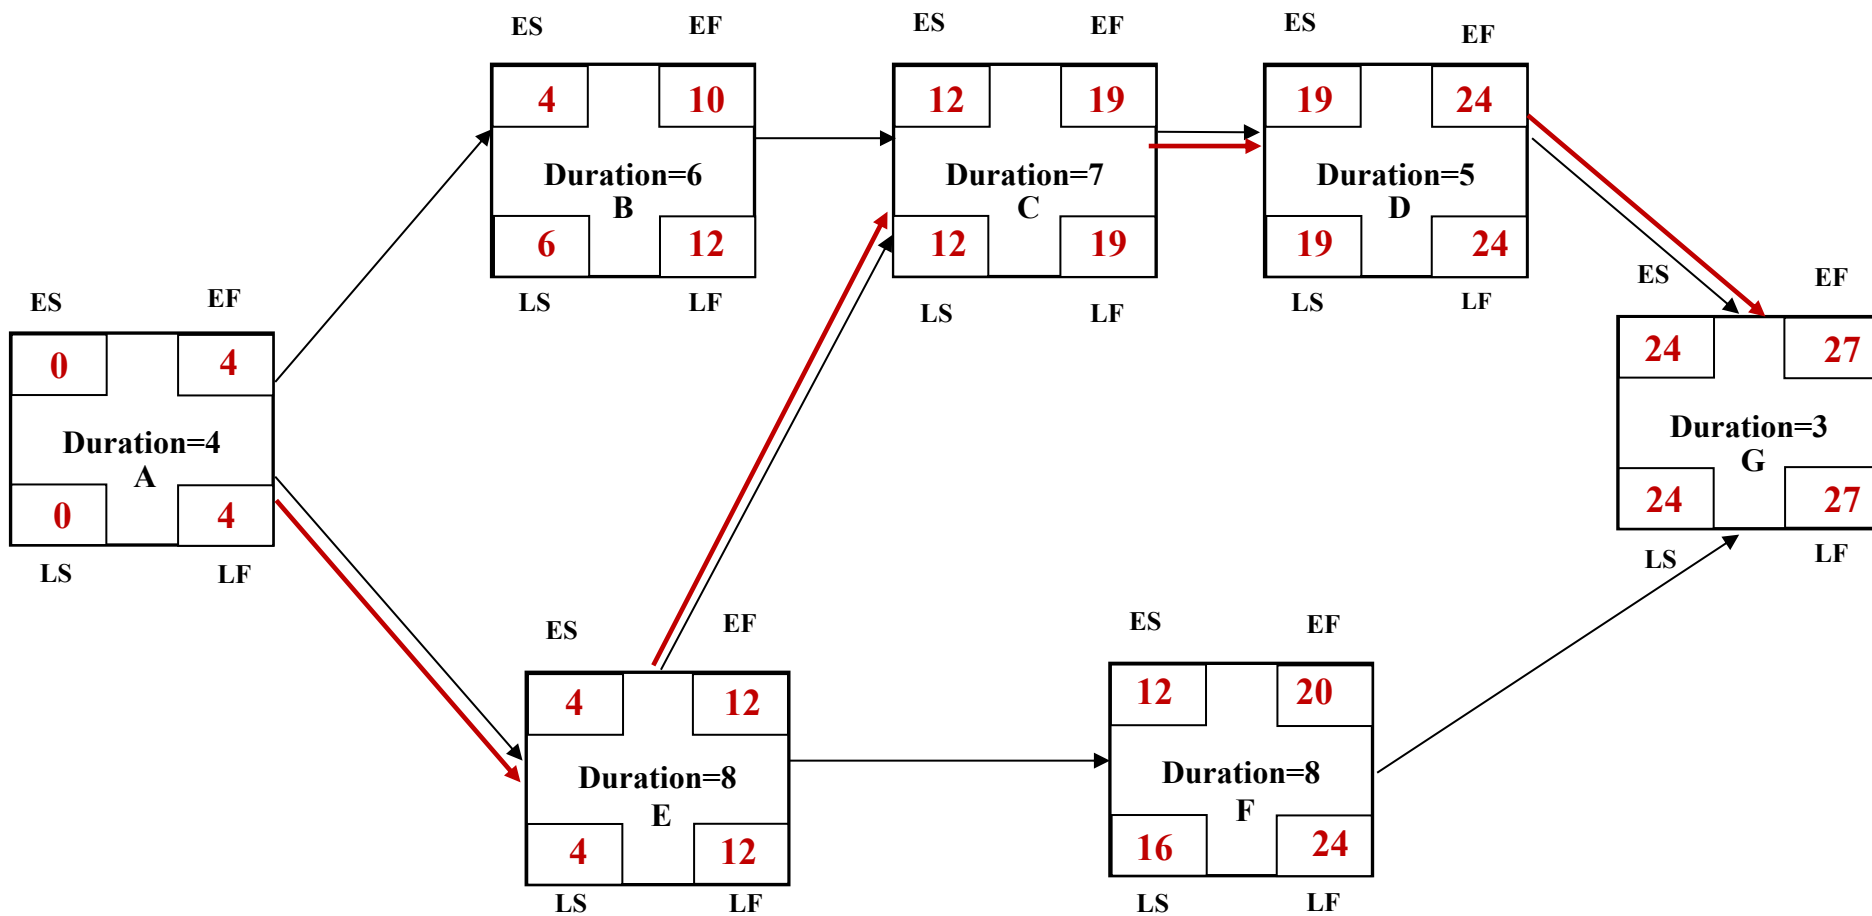 ES EF
4 10
Duration=6
B
6 12
LS LF
ES EF
12 19
Duration=7
C
12 19
LS LF
ES EF
19 24
Duration=5
D
19 24
LS LF
ES EF
0 4
Duration=4
A
0 4
LS LF
ES EF
24 27
Duration=3
G
24 27
LS LF
ES EF
4 12
Duration=8
E
4 12
LS LF
ES EF
12 20
Duration=8
F
16 24
LS LF